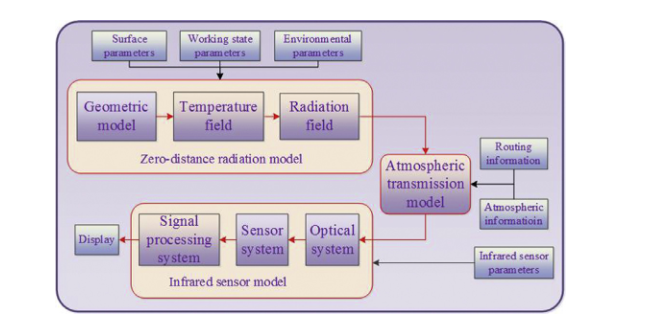 Surface
parameters
Working state
parameters
Environmental
parameters
Geometric
model
Temperature
field
Radiation
field
Zero-distance radiation model
Atmospheric
transmission
model
Routing
information
Atmospheric
informatioin
Display
Signal
processing
system
Sensor
system
Optical
system
Infrared sensor model
Infrared sensor
parameters